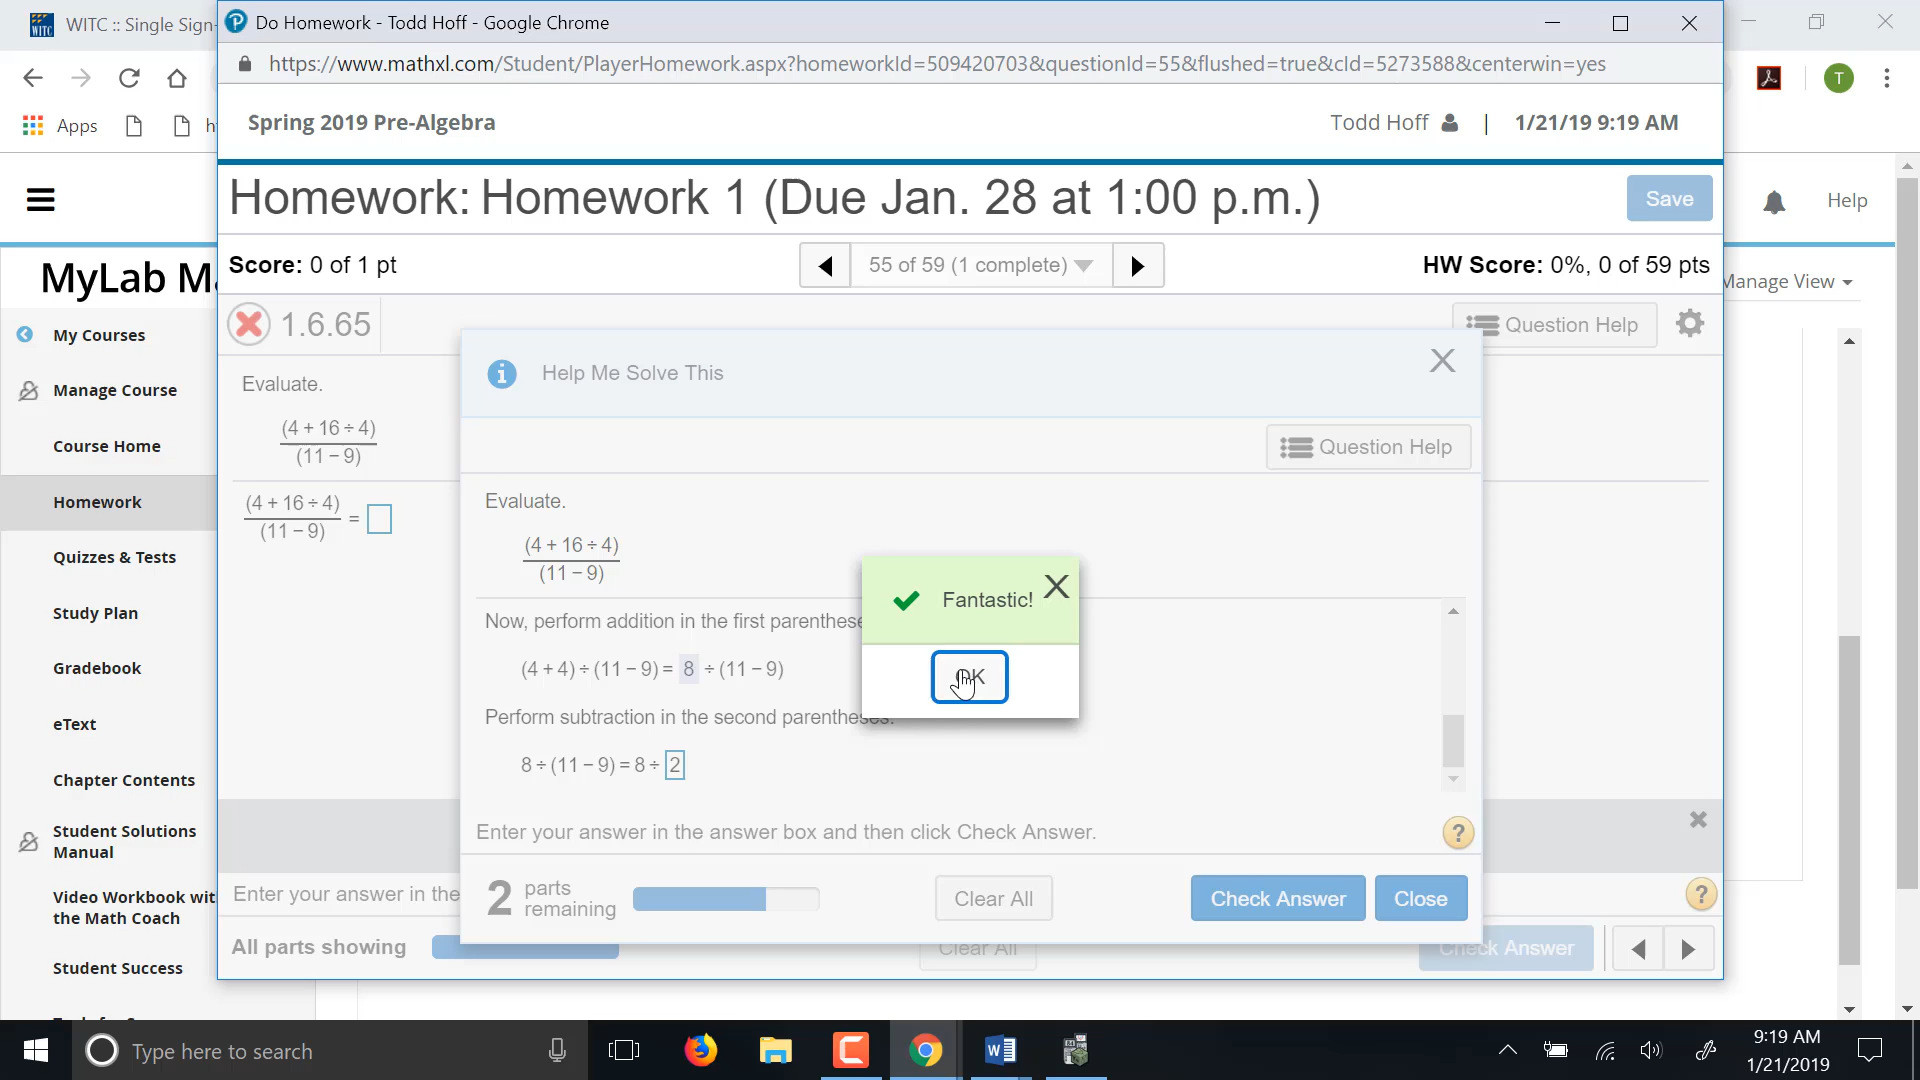 WITC :: Single Sign-
Do Homework - Todd Hoff - Google Chrome
https://www.mathxl.com/Student/PlayerHomework.aspx?homeworkId=509420703&questionId=55&flushed=true&cId=5273588&centerwin=yes
T
Apps
Spring 2019 Pre-Algebra
Todd Hoff | 1/21/19 9:19 AM
Homework: Homework 1 (Due Jan. 28 at 1:00 p.m.)
Save
Help
Score: 0 of 1 pt
55 of 59 (1 complete)
HW Score: 0%, 0 of 59 pts
MyLab Ma
Manage View
My Courses
Manage Course
Course Home
Homework
Quizzes & Tests
Study Plan
Gradebook
eText
Chapter Contents
Student Solutions
Manual
Video Workbook wit
the Math Coach
Student Success
1.6.65
Question Help
Evaluate.
(4 + 16 ÷ 4)
(11 − 9)
(4 + 16 ÷ 4)
(11 − 9)
=
Help Me Solve This
X
Question Help
Evaluate.
(4 + 16 ÷ 4)
(11 − 9)
Now, perform addition in the first parenthese
(4 + 4) ÷ (11 − 9) = 8 ÷ (11 − 9)
Perform subtraction in the second parentheses.
8 ÷ (11 − 9) = 8 ÷ 2
Fantastic!
X
OK
Enter your answer in the answer box and then click Check Answer.
?
2 parts
remaining
Clear All
Check Answer
Close
Enter your answer in the
?
All parts showing
Clear All
Check Answer
Type here to search
9:19 AM
1/21/2019